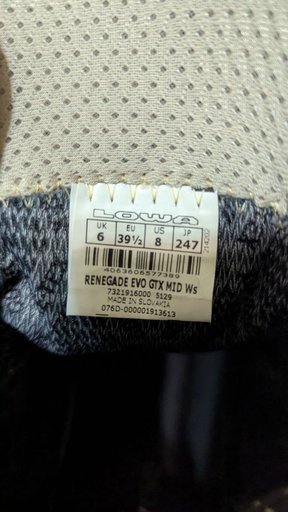 LOWA
UK EU US JP
6 39½ 8 247
4063606577389
RENEGADE EVO GTX MID Ws
7321916000 5129
MADE IN SLOVAKIA
076D-000001913613